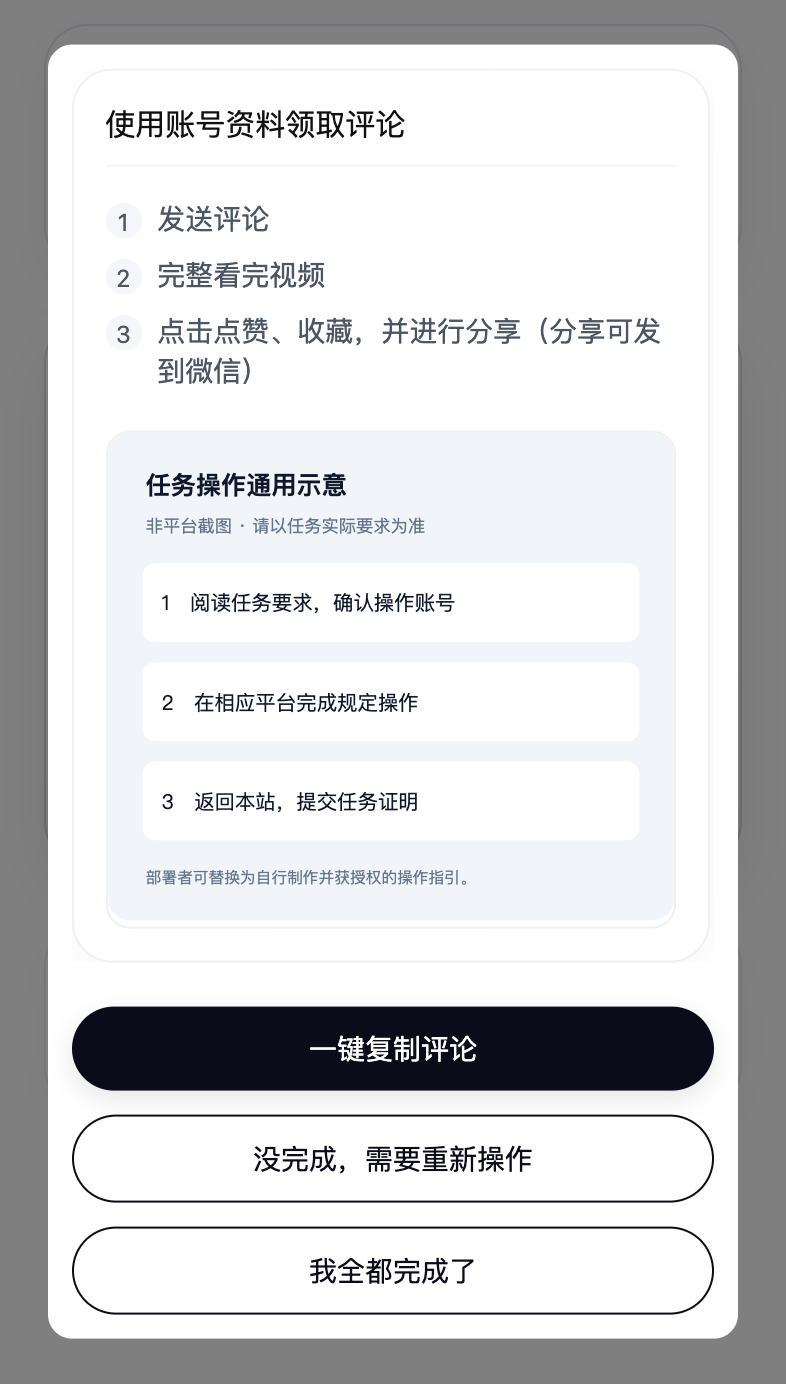 使用账号资料领取评论
1 发送评论
2 完整看完视频
3 点击点赞、收藏，并进行分享（分享可发
到微信）
任务操作通用示意
非平台截图 · 请以任务实际要求为准
1 阅读任务要求，确认操作账号
2 在相应平台完成规定操作
3 返回本站，提交任务证明
部署者可替换为自行制作并获授权的操作指引。
一键复制评论
没完成，需要重新操作
我全都完成了